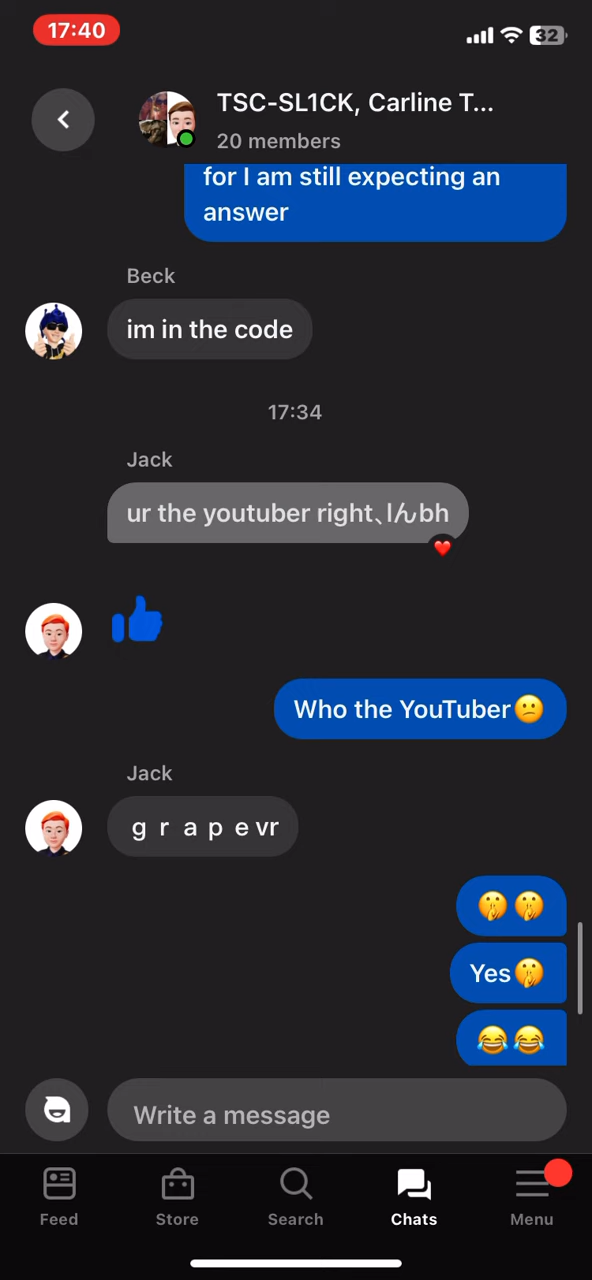 17:40
32
TSC-SL1CK, Carline T...
20 members
for I am still expecting an
answer
Beck
im in the code
17:34
Jack
ur the youtuber right、lんbh
Who the YouTuber😕
Jack
g r a p e vr
🤫🤫
Yes🤫
😂😂
Write a message
Feed
Store
Search
Chats
Menu